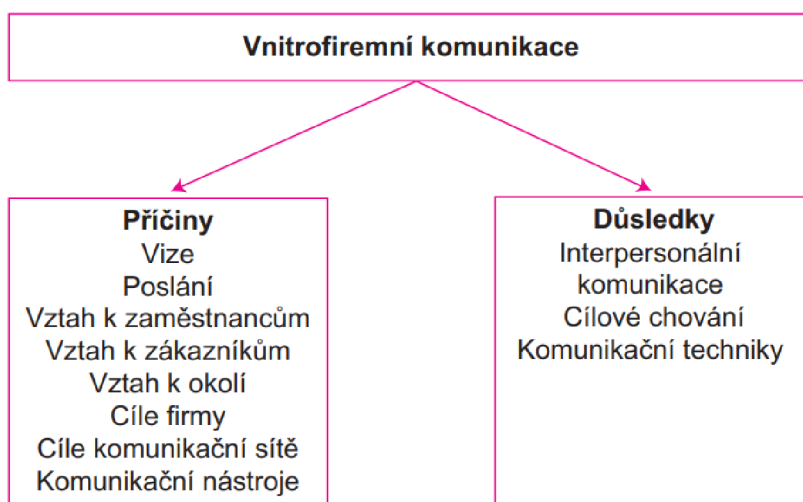 Vnitrofiremní komunikace
Příčiny
Vize
Poslání
Vztah k zaměstnancům
Vztah k zákazníkům
Vztah k okolí
Cíle firmy
Cíle komunikační sítě
Komunikační nástroje
Důsledky
Interpersonální
komunikace
Cílové chování
Komunikační techniky